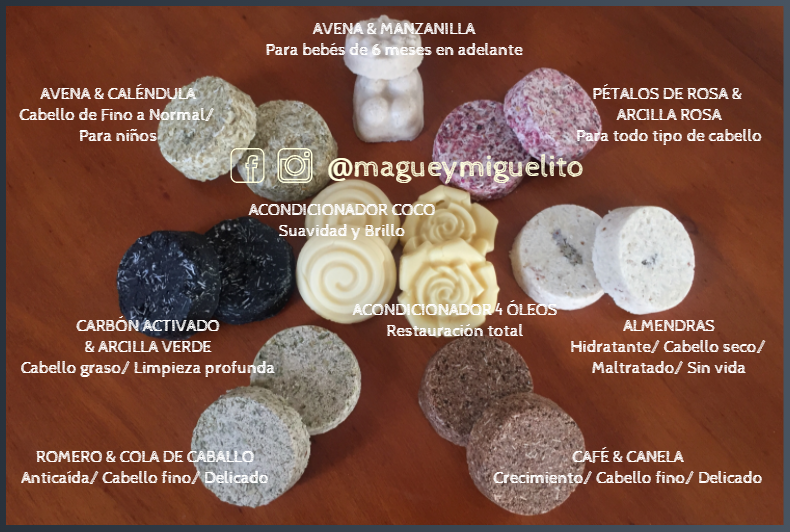 AVENA & MANZANILLA
Para bebés de 6 meses en adelante
AVENA & CALÉNDULA
Cabello de Fino a Normal/
Para niños
PÉTALOS DE ROSA &
ARCILLA ROSA
Para todo tipo de cabello
@magueymiguelito
ACONDICIONADOR COCO
Suavidad y Brillo
ACONDICIONADOR 4 ÓLEOS
Restauración total
CARBÓN ACTIVADO
& ARCILLA VERDE
Cabello graso/ Limpieza profunda
ALMENDRAS
Hidratante/ Cabello seco/
Maltratado/ Sin vida
ROMERO & COLA DE CABALLO
Anticaída/ Cabello fino/ Delicado
CAFÉ & CANELA
Crecimiento/ Cabello fino/ Delicado